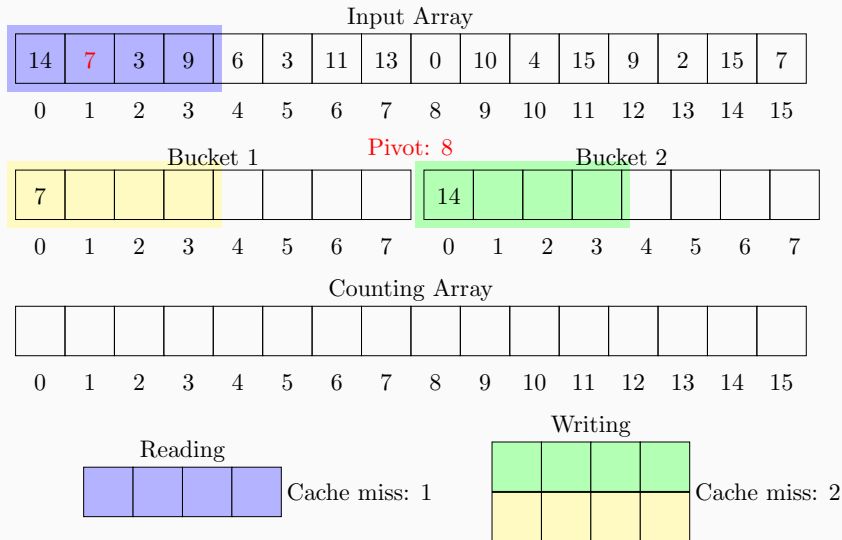 Input Array
14 7 3 9 6 3 11 13 0 10 4 15 9 2 15 7
0 1 2 3 4 5 6 7 8 9 10 11 12 13 14 15
Pivot: 8
Bucket 1 Bucket 2
7 14
0 1 2 3 4 5 6 7 0 1 2 3 4 5 6 7
Counting Array
0 1 2 3 4 5 6 7 8 9 10 11 12 13 14 15
Writing
Reading
Cache miss: 1 Cache miss: 2